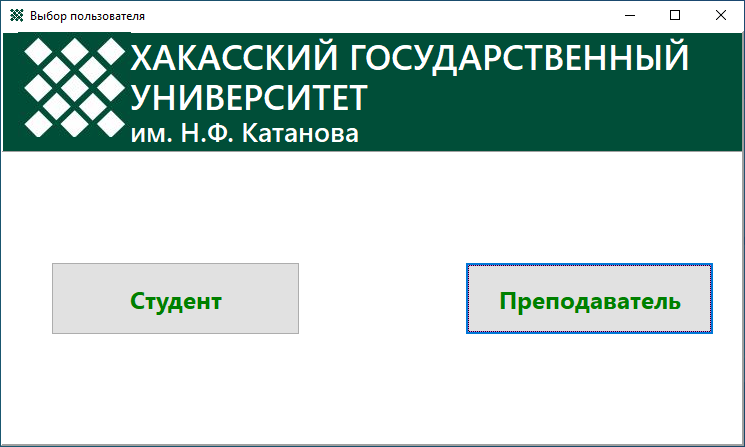 Выбор пользователя
ХАКАССКИЙ ГОСУДАРСТВЕННЫЙ
УНИВЕРСИТЕТ
им. Н.Ф. Катанова
Студент
Преподаватель